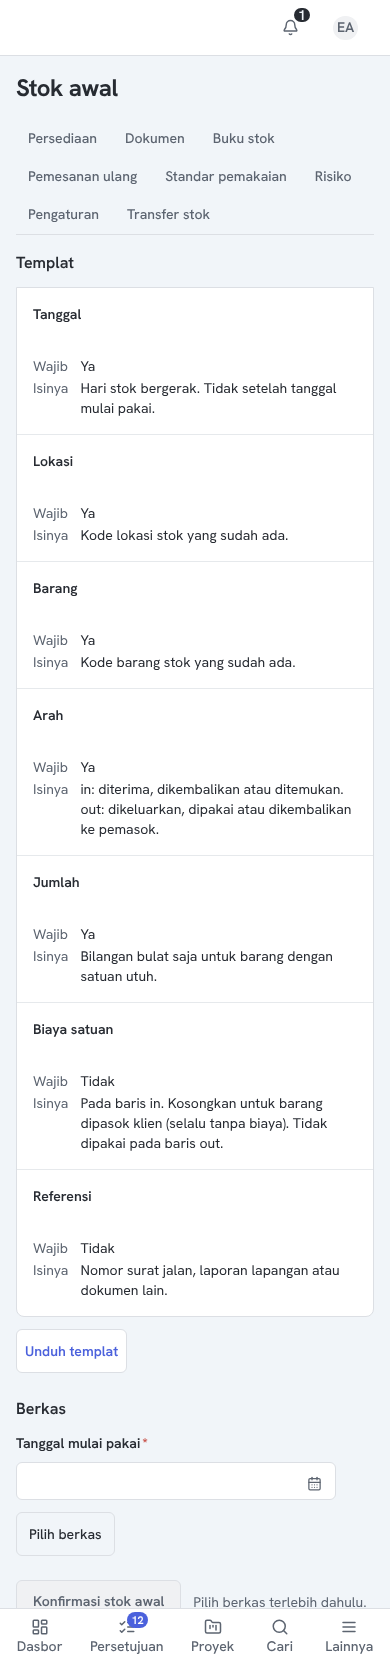 1
EA
Stok awal
Persediaan Dokumen Buku stok
Pemesanan ulang Standar pemakaian Risiko
Pengaturan Transfer stok
Templat
Tanggal
Wajib Ya
Isinya Hari stok bergerak. Tidak setelah tanggal
mulai pakai.
Lokasi
Wajib Ya
Isinya Kode lokasi stok yang sudah ada.
Barang
Wajib Ya
Isinya Kode barang stok yang sudah ada.
Arah
Wajib Ya
Isinya in: diterima, dikembalikan atau ditemukan.
out: dikeluarkan, dipakai atau dikembalikan
ke pemasok.
Jumlah
Wajib Ya
Isinya Bilangan bulat saja untuk barang dengan
satuan utuh.
Biaya satuan
Wajib Tidak
Isinya Pada baris in. Kosongkan untuk barang
dipasok klien (selalu tanpa biaya). Tidak
dipakai pada baris out.
Referensi
Wajib Tidak
Isinya Nomor surat jalan, laporan lapangan atau
dokumen lain.
Unduh templat
Berkas
Tanggal mulai pakai *
Pilih berkas
Konfirmasi stok awal Pilih berkas terlebih dahulu.
12
Dasbor Persetujuan Proyek Cari Lainnya